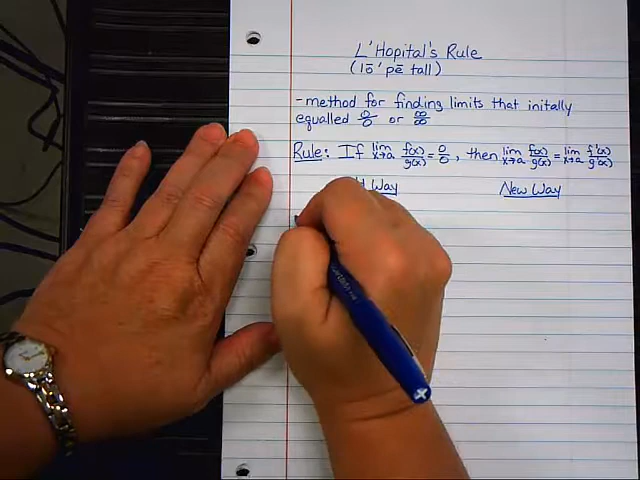 L'Hopital's Rule
(lō' pē tall)
- method for finding limits that initally
equalled 0/0 or ∞/∞
Rule: If lim x→a f(x)/g(x) = 0/0, then lim x→a f(x)/g(x) = lim x→a f'(x)/g'(x)
Way New Way